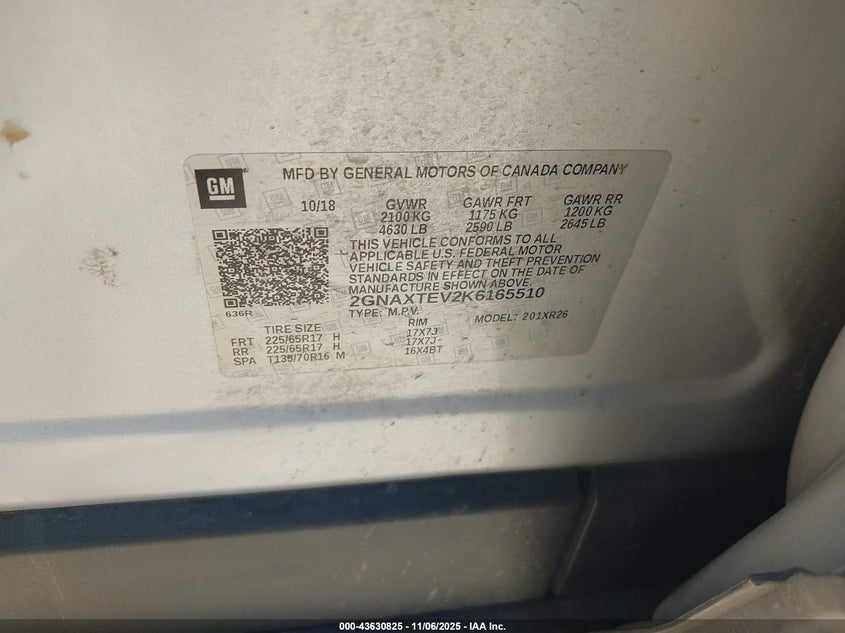 GM
MFD BY GENERAL MOTORS OF CANADA COMPANY
10/18 GVWR GAWR FRT GAWR RR
2100 KG 1175 KG 1200 KG
4630 LB 2590 LB 2645 LB
THIS VEHICLE CONFORMS TO ALL
APPLICABLE U.S. FEDERAL MOTOR
VEHICLE SAFETY AND THEFT PREVENTION
STANDARDS IN EFFECT ON THE DATE OF
MANUFACTURE SHOWN ABOVE.
2GNAXTEV2K6165510
636R
TYPE: M.P.V. MODEL: 201XR26
TIRE SIZE RIM
FRT 225/65R17 H 17X7J
RR 225/65R17 H 17X7J
SPA T135/70R16 M 16X4BT
000-43630825 - 11/06/2025 - IAA Inc.